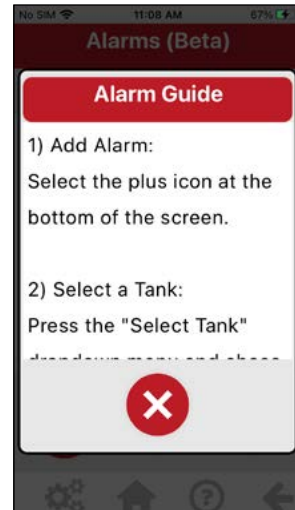 No SIM 11:08 AM 67%
Alarms (Beta)
Alarm Guide
1) Add Alarm:
Select the plus icon at the
bottom of the screen.
2) Select a Tank:
Press the "Select Tank"